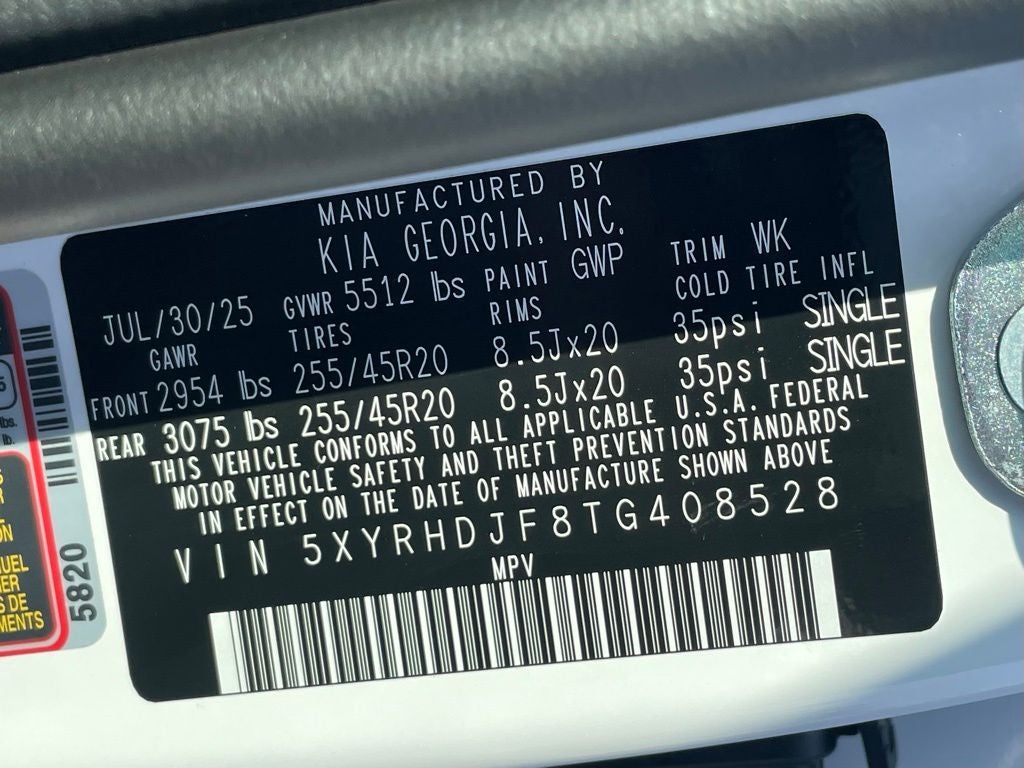 MANUFACTURED BY
KIA GEORGIA, INC.
JUL/30/25 GVWR 5512 lbs PAINT GWP TRIM WK
GAWR TIRES RIMS COLD TIRE INFL
FRONT 2954 lbs 255/45R20 8.5Jx20 35psi SINGLE
REAR 3075 lbs 255/45R20 8.5Jx20 35psi SINGLE
THIS VEHICLE CONFORMS TO ALL APPLICABLE U.S.A. FEDERAL
MOTOR VEHICLE SAFETY AND THEFT PREVENTION STANDARDS
IN EFFECT ON THE DATE OF MANUFACTURE SHOWN ABOVE
VIN 5XYRHDJF8TG408528
MPV
5820
lbs.
lb.
DE